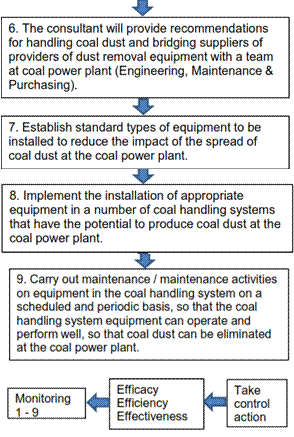 6. The consultant will provide recommendations
for handling coal dust and bridging suppliers of
providers of dust removal equipment with a team
at coal power plant (Engineering, Maintenance &
Purchasing).
7. Establish standard types of equipment to be
installed to reduce the impact of the spread of
coal dust at the coal power plant.
8. Implement the installation of appropriate
equipment in a number of coal handling systems
that have the potential to produce coal dust at the
coal power plant.
9. Carry out maintenance / maintenance activities
on equipment in the coal handling system on a
scheduled and periodic basis, so that the coal
handling system equipment can operate and
perform well, so that coal dust can be eliminated
at the coal power plant.
Monitoring
1 - 9
Efficacy
Efficiency
Effectiveness
Take
control
action